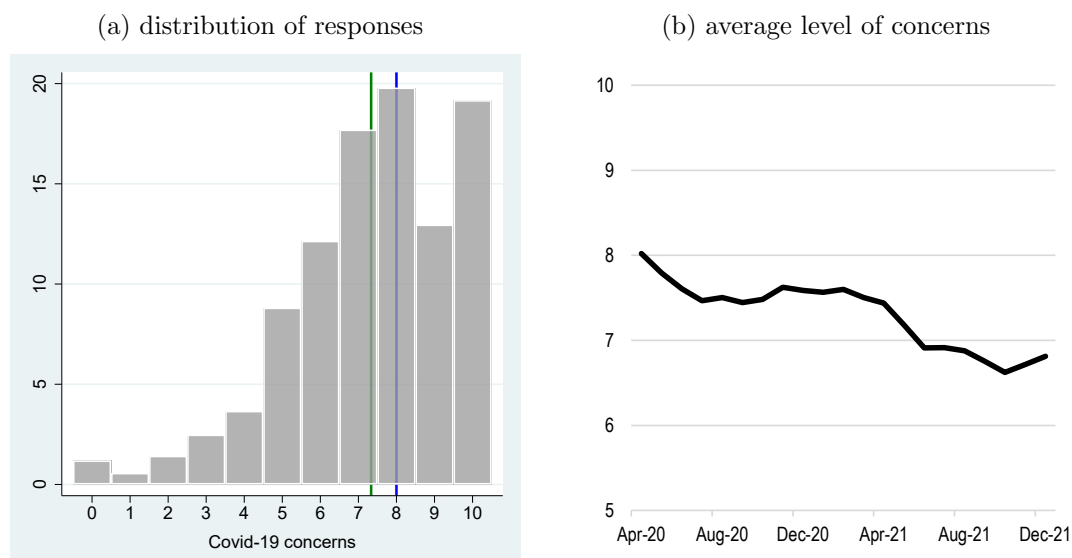 (a) distribution of responses
20
15
10
5
0
0 1 2 3 4 5 6 7 8 9 10
Covid-19 concerns
(b) average level of concerns
10
9
8
7
6
5
Apr-20 Aug-20 Dec-20 Apr-21 Aug-21 Dec-21